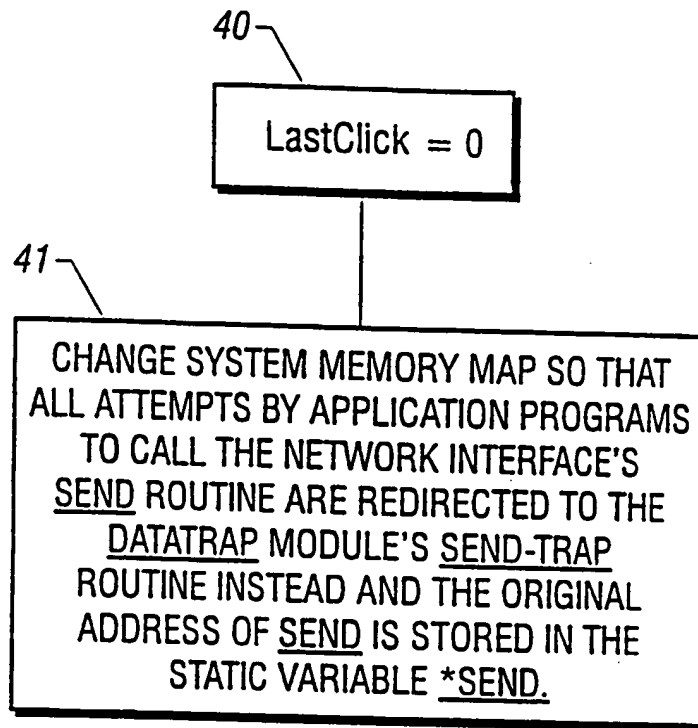 40
LastClick = 0
41
CHANGE SYSTEM MEMORY MAP SO THAT
ALL ATTEMPTS BY APPLICATION PROGRAMS
TO CALL THE NETWORK INTERFACE'S
SEND ROUTINE ARE REDIRECTED TO THE
DATATRAP MODULE'S SEND-TRAP
ROUTINE INSTEAD AND THE ORIGINAL
ADDRESS OF SEND IS STORED IN THE
STATIC VARIABLE *SEND.